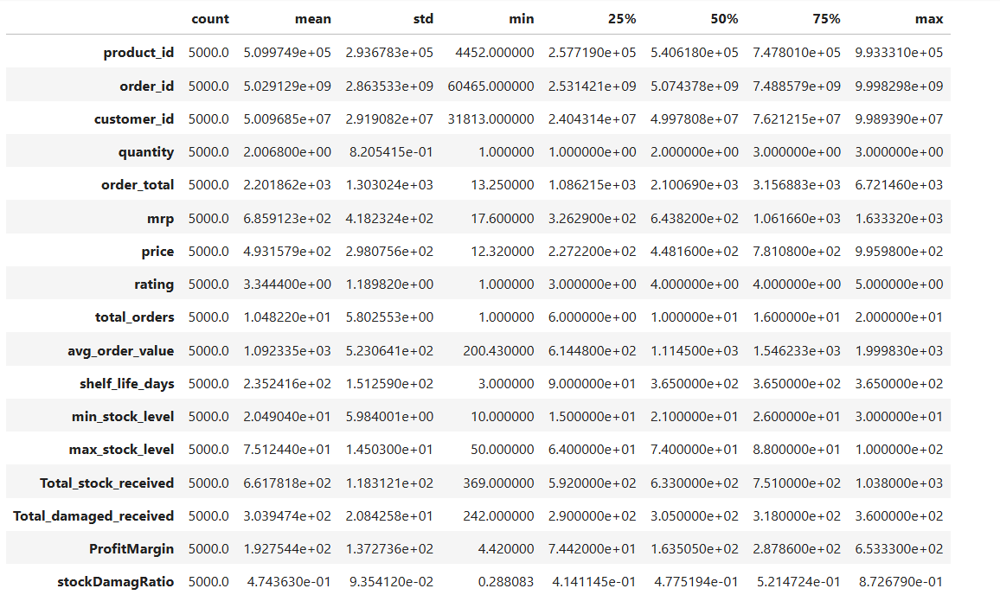 count mean std min 25% 50% 75% max
product_id 5000.0 5.099749e+05 2.936783e+05 4452.000000 2.577190e+05 5.406180e+05 7.478010e+05 9.933310e+05
order_id 5000.0 5.029129e+09 2.863533e+09 60465.000000 2.531421e+09 5.074378e+09 7.488579e+09 9.998298e+09
customer_id 5000.0 5.009685e+07 2.919082e+07 31813.000000 2.404314e+07 4.997808e+07 7.621215e+07 9.989390e+07
quantity 5000.0 2.006800e+00 8.205415e-01 1.000000 1.000000e+00 2.000000e+00 3.000000e+00 3.000000e+00
order_total 5000.0 2.201862e+03 1.303024e+03 13.250000 1.086215e+03 2.100690e+03 3.156883e+03 6.721460e+03
mrp 5000.0 6.859123e+02 4.182324e+02 17.600000 3.262900e+02 6.438200e+02 1.061660e+03 1.633320e+03
price 5000.0 4.931579e+02 2.980756e+02 12.320000 2.272200e+02 4.481600e+02 7.810800e+02 9.959800e+02
rating 5000.0 3.344400e+00 1.189820e+00 1.000000 3.000000e+00 4.000000e+00 4.000000e+00 5.000000e+00
total_orders 5000.0 1.048220e+01 5.802553e+00 1.000000 6.000000e+00 1.000000e+01 1.600000e+01 2.000000e+01
avg_order_value 5000.0 1.092335e+03 5.230641e+02 200.430000 6.144800e+02 1.114500e+03 1.546233e+03 1.999830e+03
shelf_life_days 5000.0 2.352416e+02 1.512590e+02 3.000000 9.000000e+01 3.650000e+02 3.650000e+02 3.650000e+02
min_stock_level 5000.0 2.049040e+01 5.984001e+00 10.000000 1.500000e+01 2.100000e+01 2.600000e+01 3.000000e+01
max_stock_level 5000.0 7.512440e+01 1.450300e+01 50.000000 6.400000e+01 7.400000e+01 8.800000e+01 1.000000e+02
Total_stock_received 5000.0 6.617818e+02 1.183121e+02 369.000000 5.920000e+02 6.330000e+02 7.510000e+02 1.038000e+03
Total_damaged_received 5000.0 3.039474e+02 2.084258e+01 242.000000 2.900000e+02 3.050000e+02 3.180000e+02 3.600000e+02
ProfitMargin 5000.0 1.927544e+02 1.372736e+02 4.420000 7.442000e+01 1.635050e+02 2.878600e+02 6.533300e+02
stockDamagRatio 5000.0 4.743630e-01 9.354120e-02 0.288083 4.141145e-01 4.775194e-01 5.214724e-01 8.726790e-01